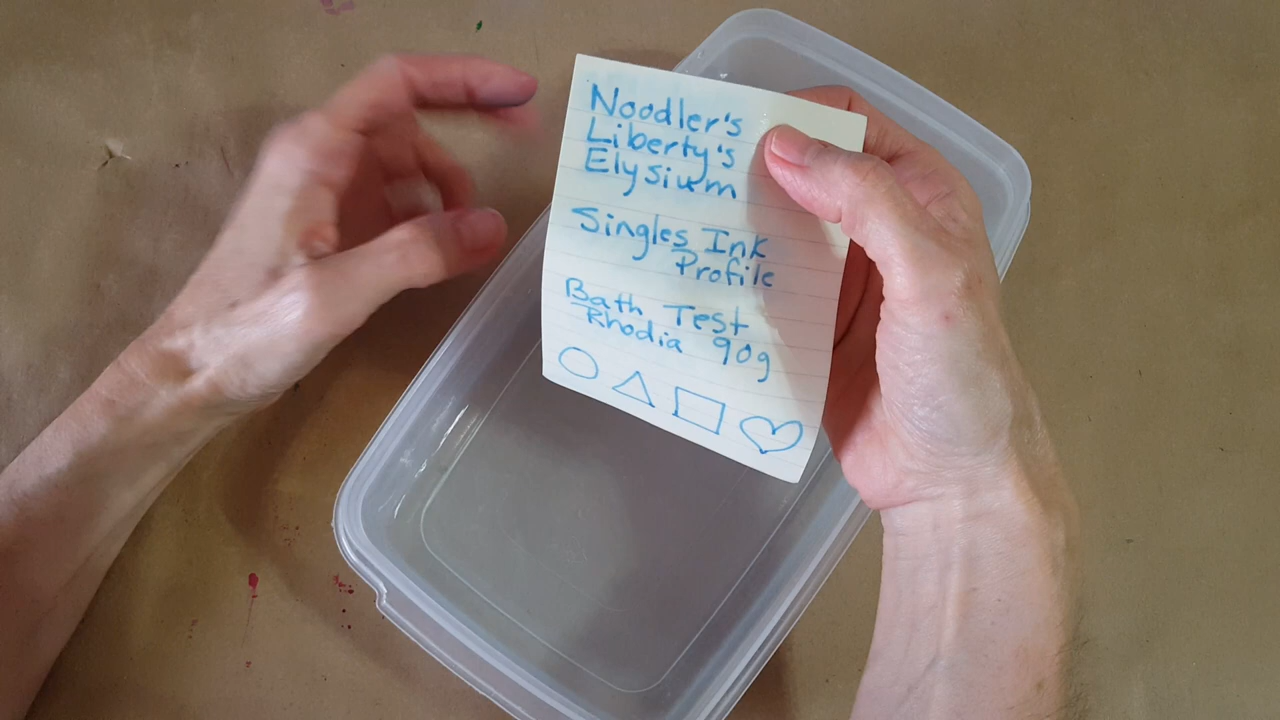 Noodler's
Liberty's
Elysium
Singles Ink
Profile
Bath Test
Rhodia 90g